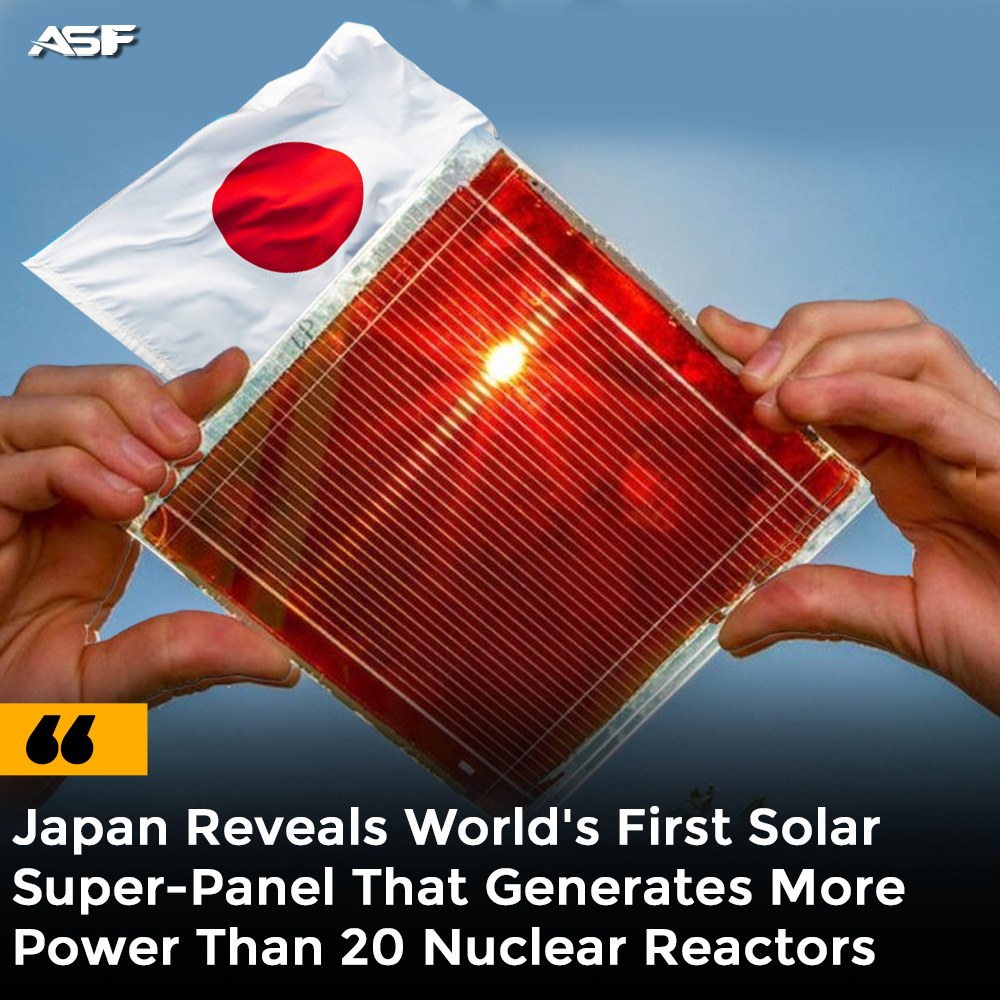 ASF
“
Japan Reveals World's First Solar
Super-Panel That Generates More
Power Than 20 Nuclear Reactors